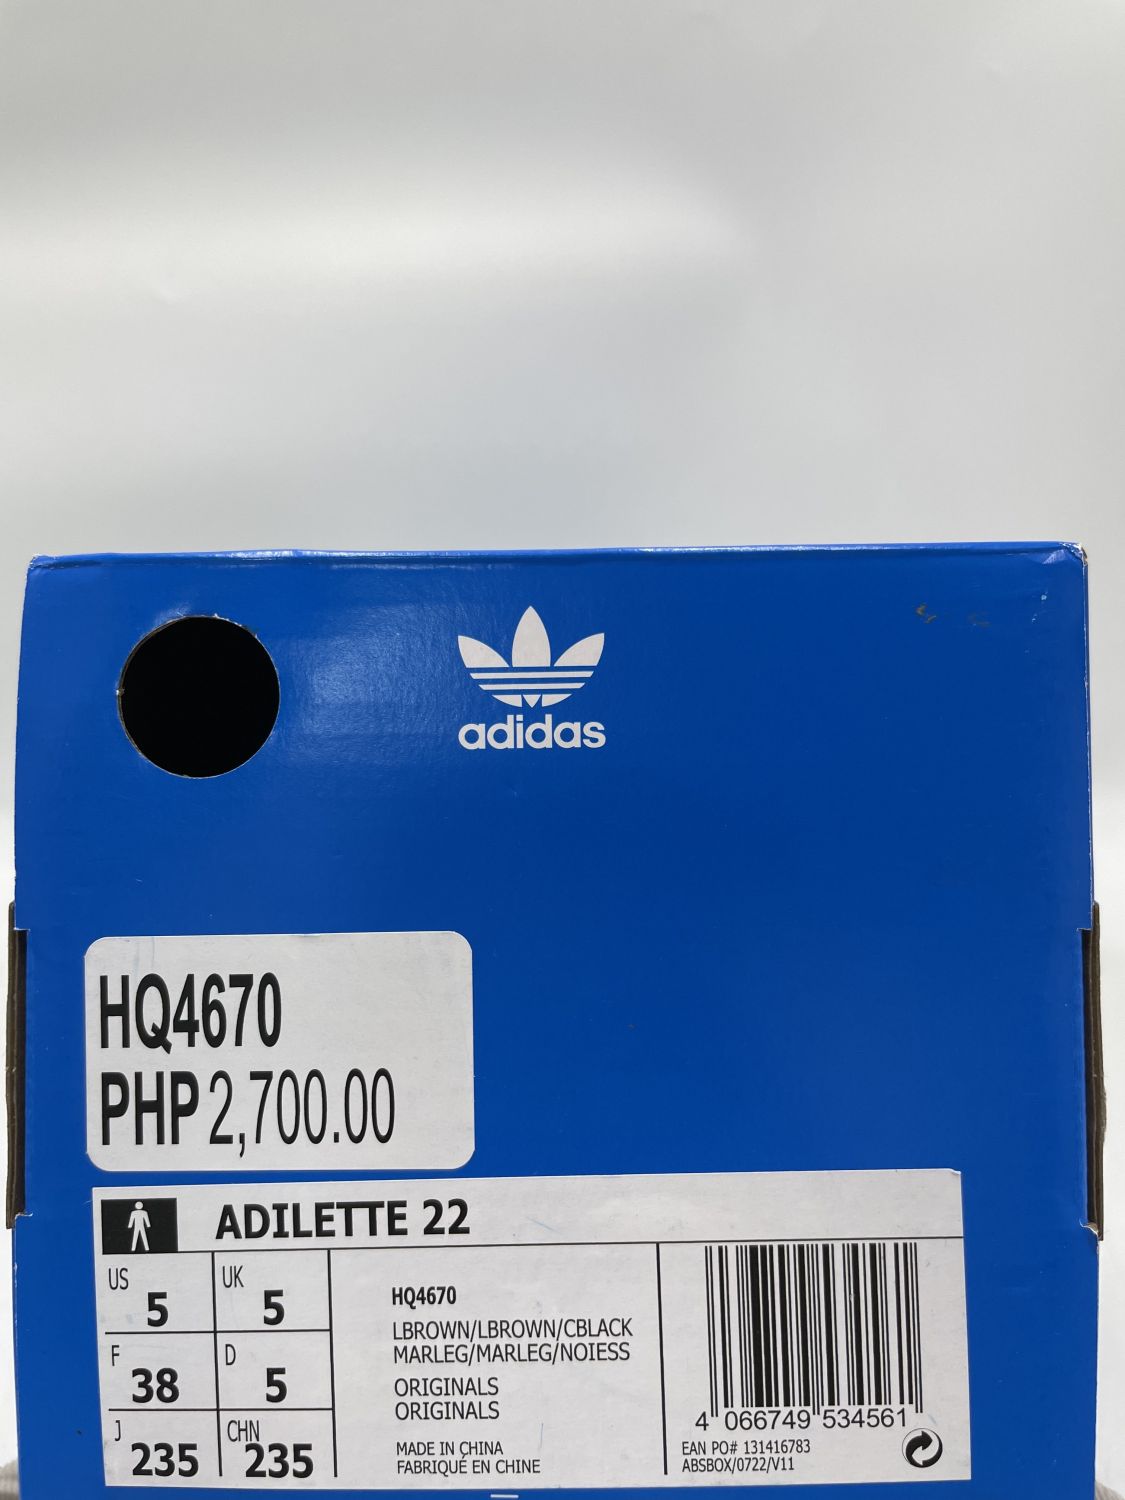 adidas
HQ4670
PHP 2,700.00
ADILETTE 22
US
5
UK
5
F
38
D
5
J
235
CHN
235
HQ4670
LBROWN/LBROWN/CBLACK
MARLEG/MARLEG/NOIESS
ORIGINALS
ORIGINALS
MADE IN CHINA
FABRIQUÉ EN CHINE
4 066749 534561
EAN PO# 131416783
ABSBOX/0722/V11